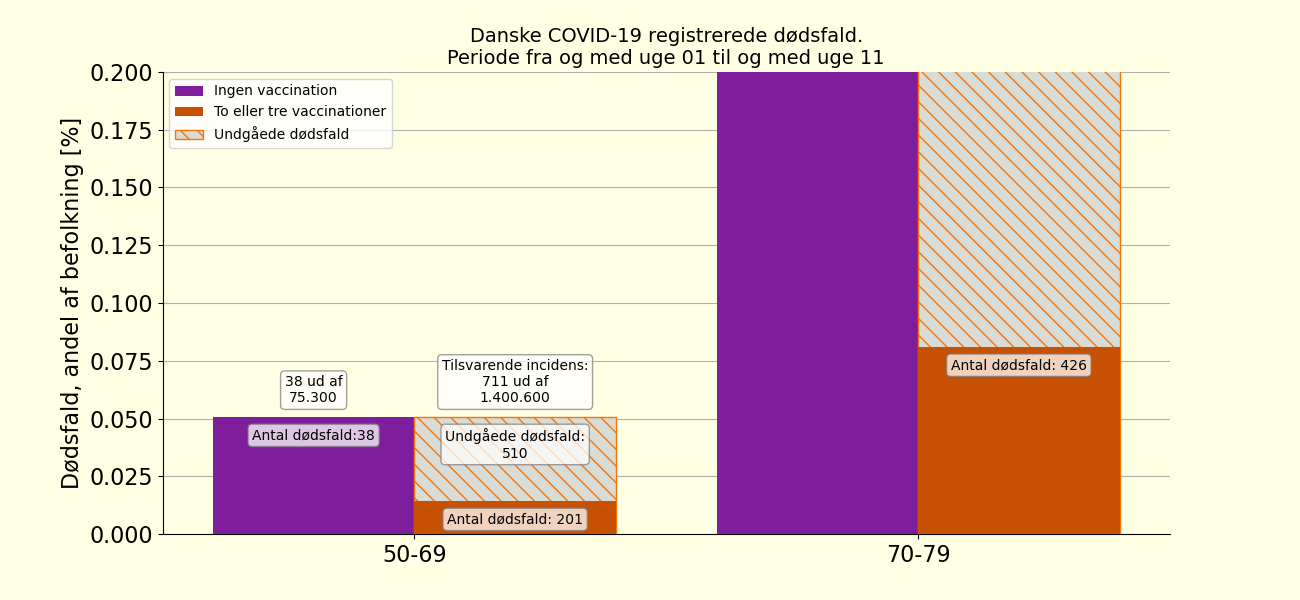 Danske COVID-19 registrerede dødsfald.
Periode fra og med uge 01 til og med uge 11
Dødsfald, andel af befolkning [%]
0.200
0.175
0.150
0.125
0.100
0.075
0.050
0.025
0.000
Ingen vaccination
To eller tre vaccinationer
Undgåede dødsfald
38 ud af
75.300
Antal dødsfald:38
Tilsvarende incidens:
711 ud af
1.400.600
Undgåede dødsfald:
510
Antal dødsfald: 201
Antal dødsfald: 426
50-69
70-79